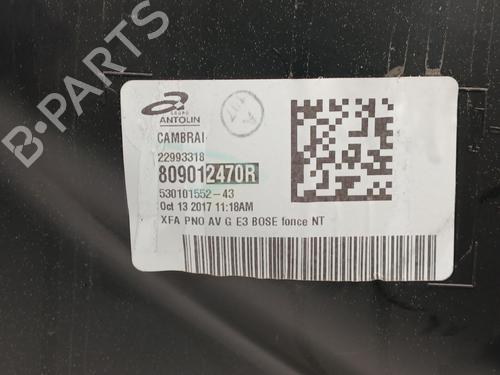 B-PARTS
GRUPO
ANTOLIN
CAMBRAI
22993318
809012470R
530101552-43
Oct 13 2017 11:18AM
XFA PNO AV G E3 BOSE fonce NT